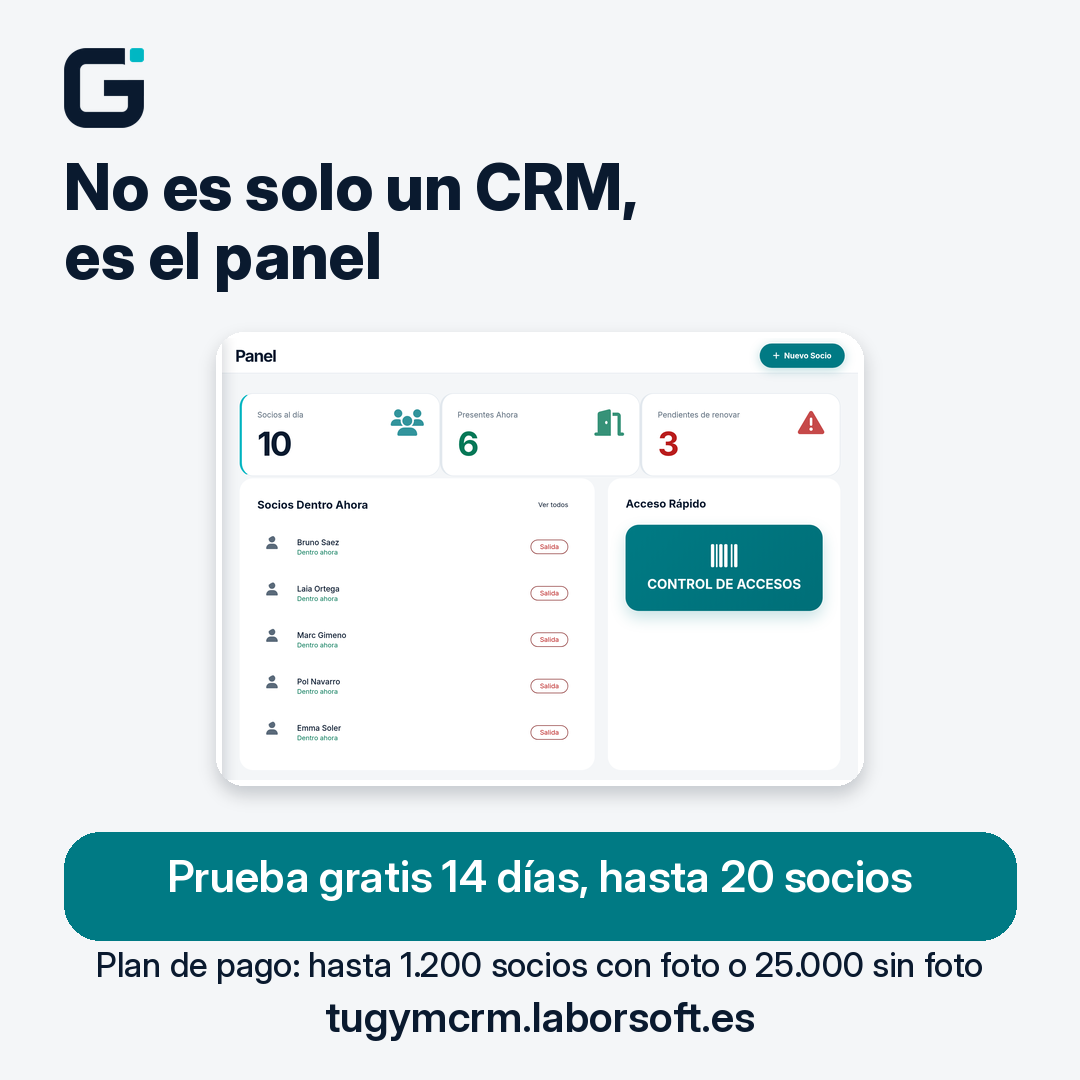 No es solo un CRM,
es el panel
Panel
+ Nuevo Socio
Socios al día
10
Presentes Ahora
6
Pendientes de renovar
3
Socios Dentro Ahora
Ver todos
Bruno Saez
Dentro ahora
Salida
Laia Ortega
Dentro ahora
Salida
Marc Gimeno
Dentro ahora
Salida
Pol Navarro
Dentro ahora
Salida
Emma Soler
Dentro ahora
Salida
Acceso Rápido
CONTROL DE ACCESOS
Prueba gratis 14 días, hasta 20 socios
Plan de pago: hasta 1.200 socios con foto o 25.000 sin foto
tugymcrm.laborsoft.es